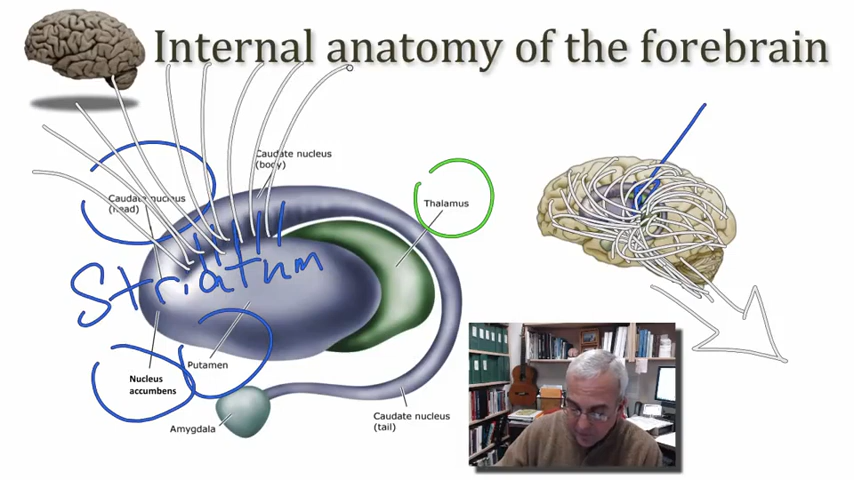 Internal anatomy of the forebrain
Caudate nucleus
(body)
Caudate nucleus
(head)
Thalamus
Striatum
Putamen
Nucleus
accumbens
Amygdala
Caudate nucleus
(tail)